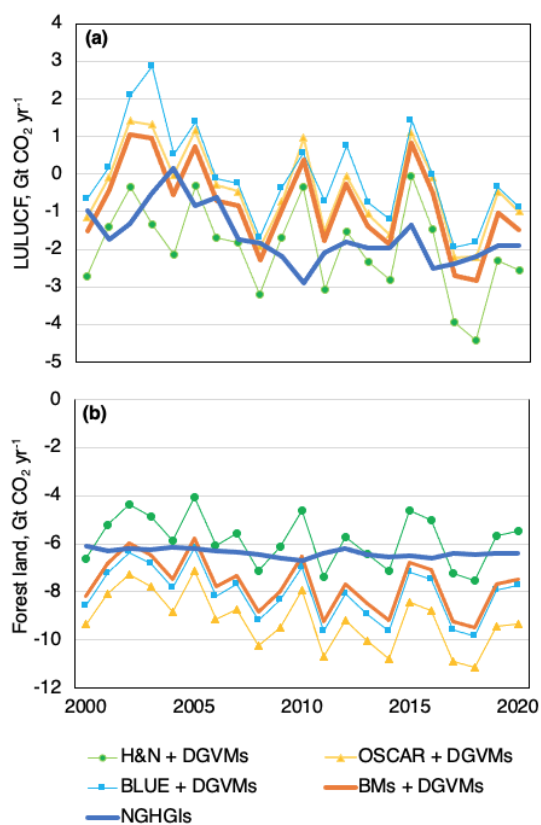 (a)
LULUCF, Gt CO₂ yr⁻¹
4
3
2
1
0
-1
-2
-3
-4
-5
(b)
Forest land, Gt CO₂ yr⁻¹
0
-2
-4
-6
-8
-10
-12
2000 2005 2010 2015 2020
H&N + DGVMs OSCAR + DGVMs
BLUE + DGVMs BMs + DGVMs
NGHGIs